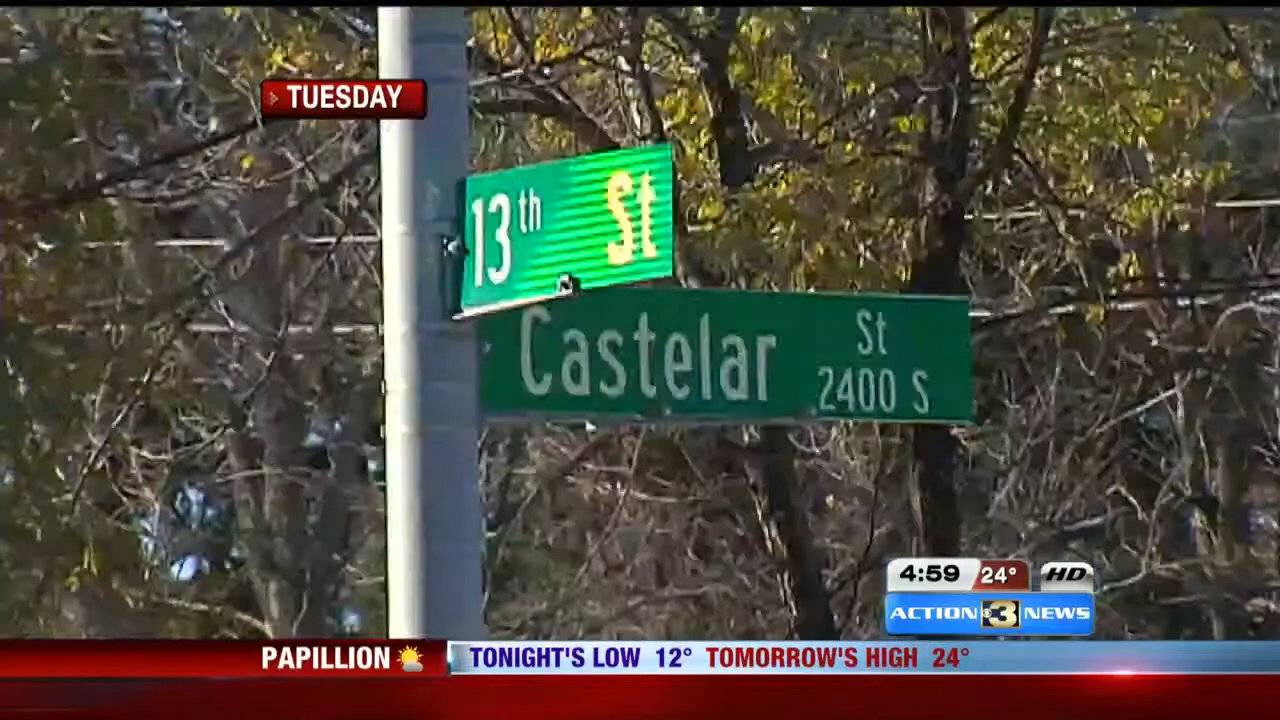 TUESDAY
13th St
Castelar St
2400 S
4:59 24° HD
ACTION 3 NEWS
PAPILLION TONIGHT'S LOW 12° TOMORROW'S HIGH 24°